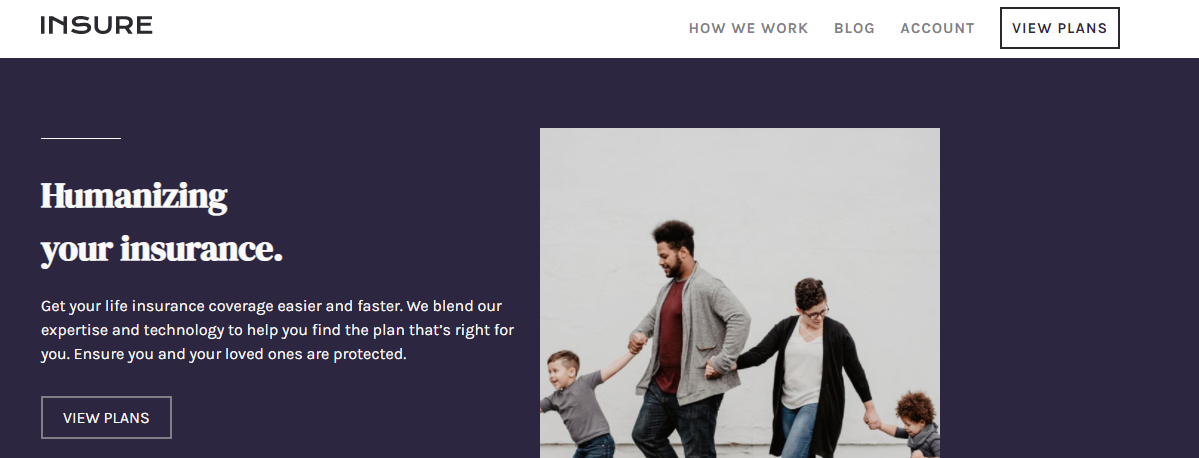 INSURE
HOW WE WORK BLOG ACCOUNT VIEW PLANS
Humanizing
your insurance.
Get your life insurance coverage easier and faster. We blend our
expertise and technology to help you find the plan that’s right for
you. Ensure you and your loved ones are protected.
VIEW PLANS